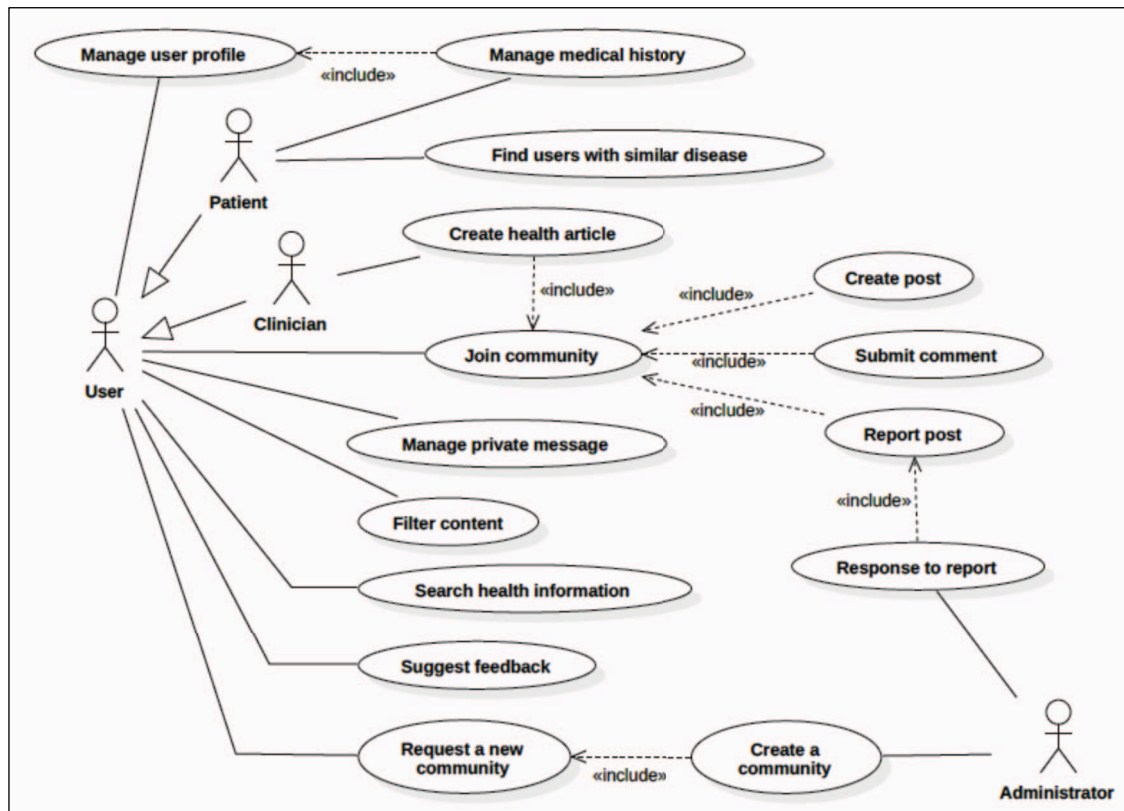 Manage user profile
«include»
Manage medical history
Patient
Find users with similar disease
Create health article
Clinician
«include»
«include»
Create post
User
Join community
«include»
Submit comment
«include»
Report post
Manage private message
«include»
Filter content
Response to report
Search health information
Suggest feedback
Request a new
community
«include»
Create a
community
Administrator